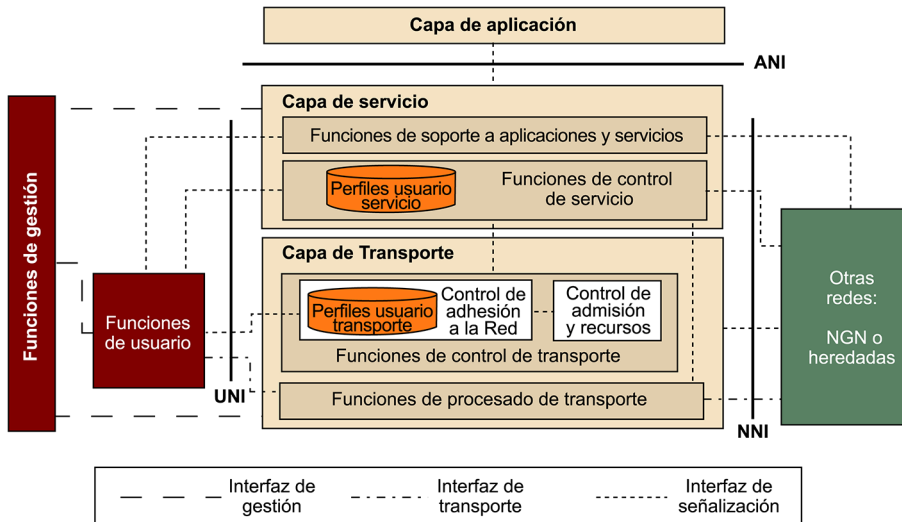 Capa de aplicación
ANI
Capa de servicio
Funciones de soporte a aplicaciones y servicios
Perfiles usuario
servicio
Funciones de control
de servicio
Funciones de gestión
Capa de Transporte
Perfiles usuario
transporte
Control de
adhesión
a la Red
Control de
admisión
y recursos
Funciones de control de transporte
Funciones
de usuario
Otras
redes:
NGN o
heredadas
UNI
Funciones de procesado de transporte
NNI
Interfaz de
gestión
Interfaz de
transporte
Interfaz de
señalización